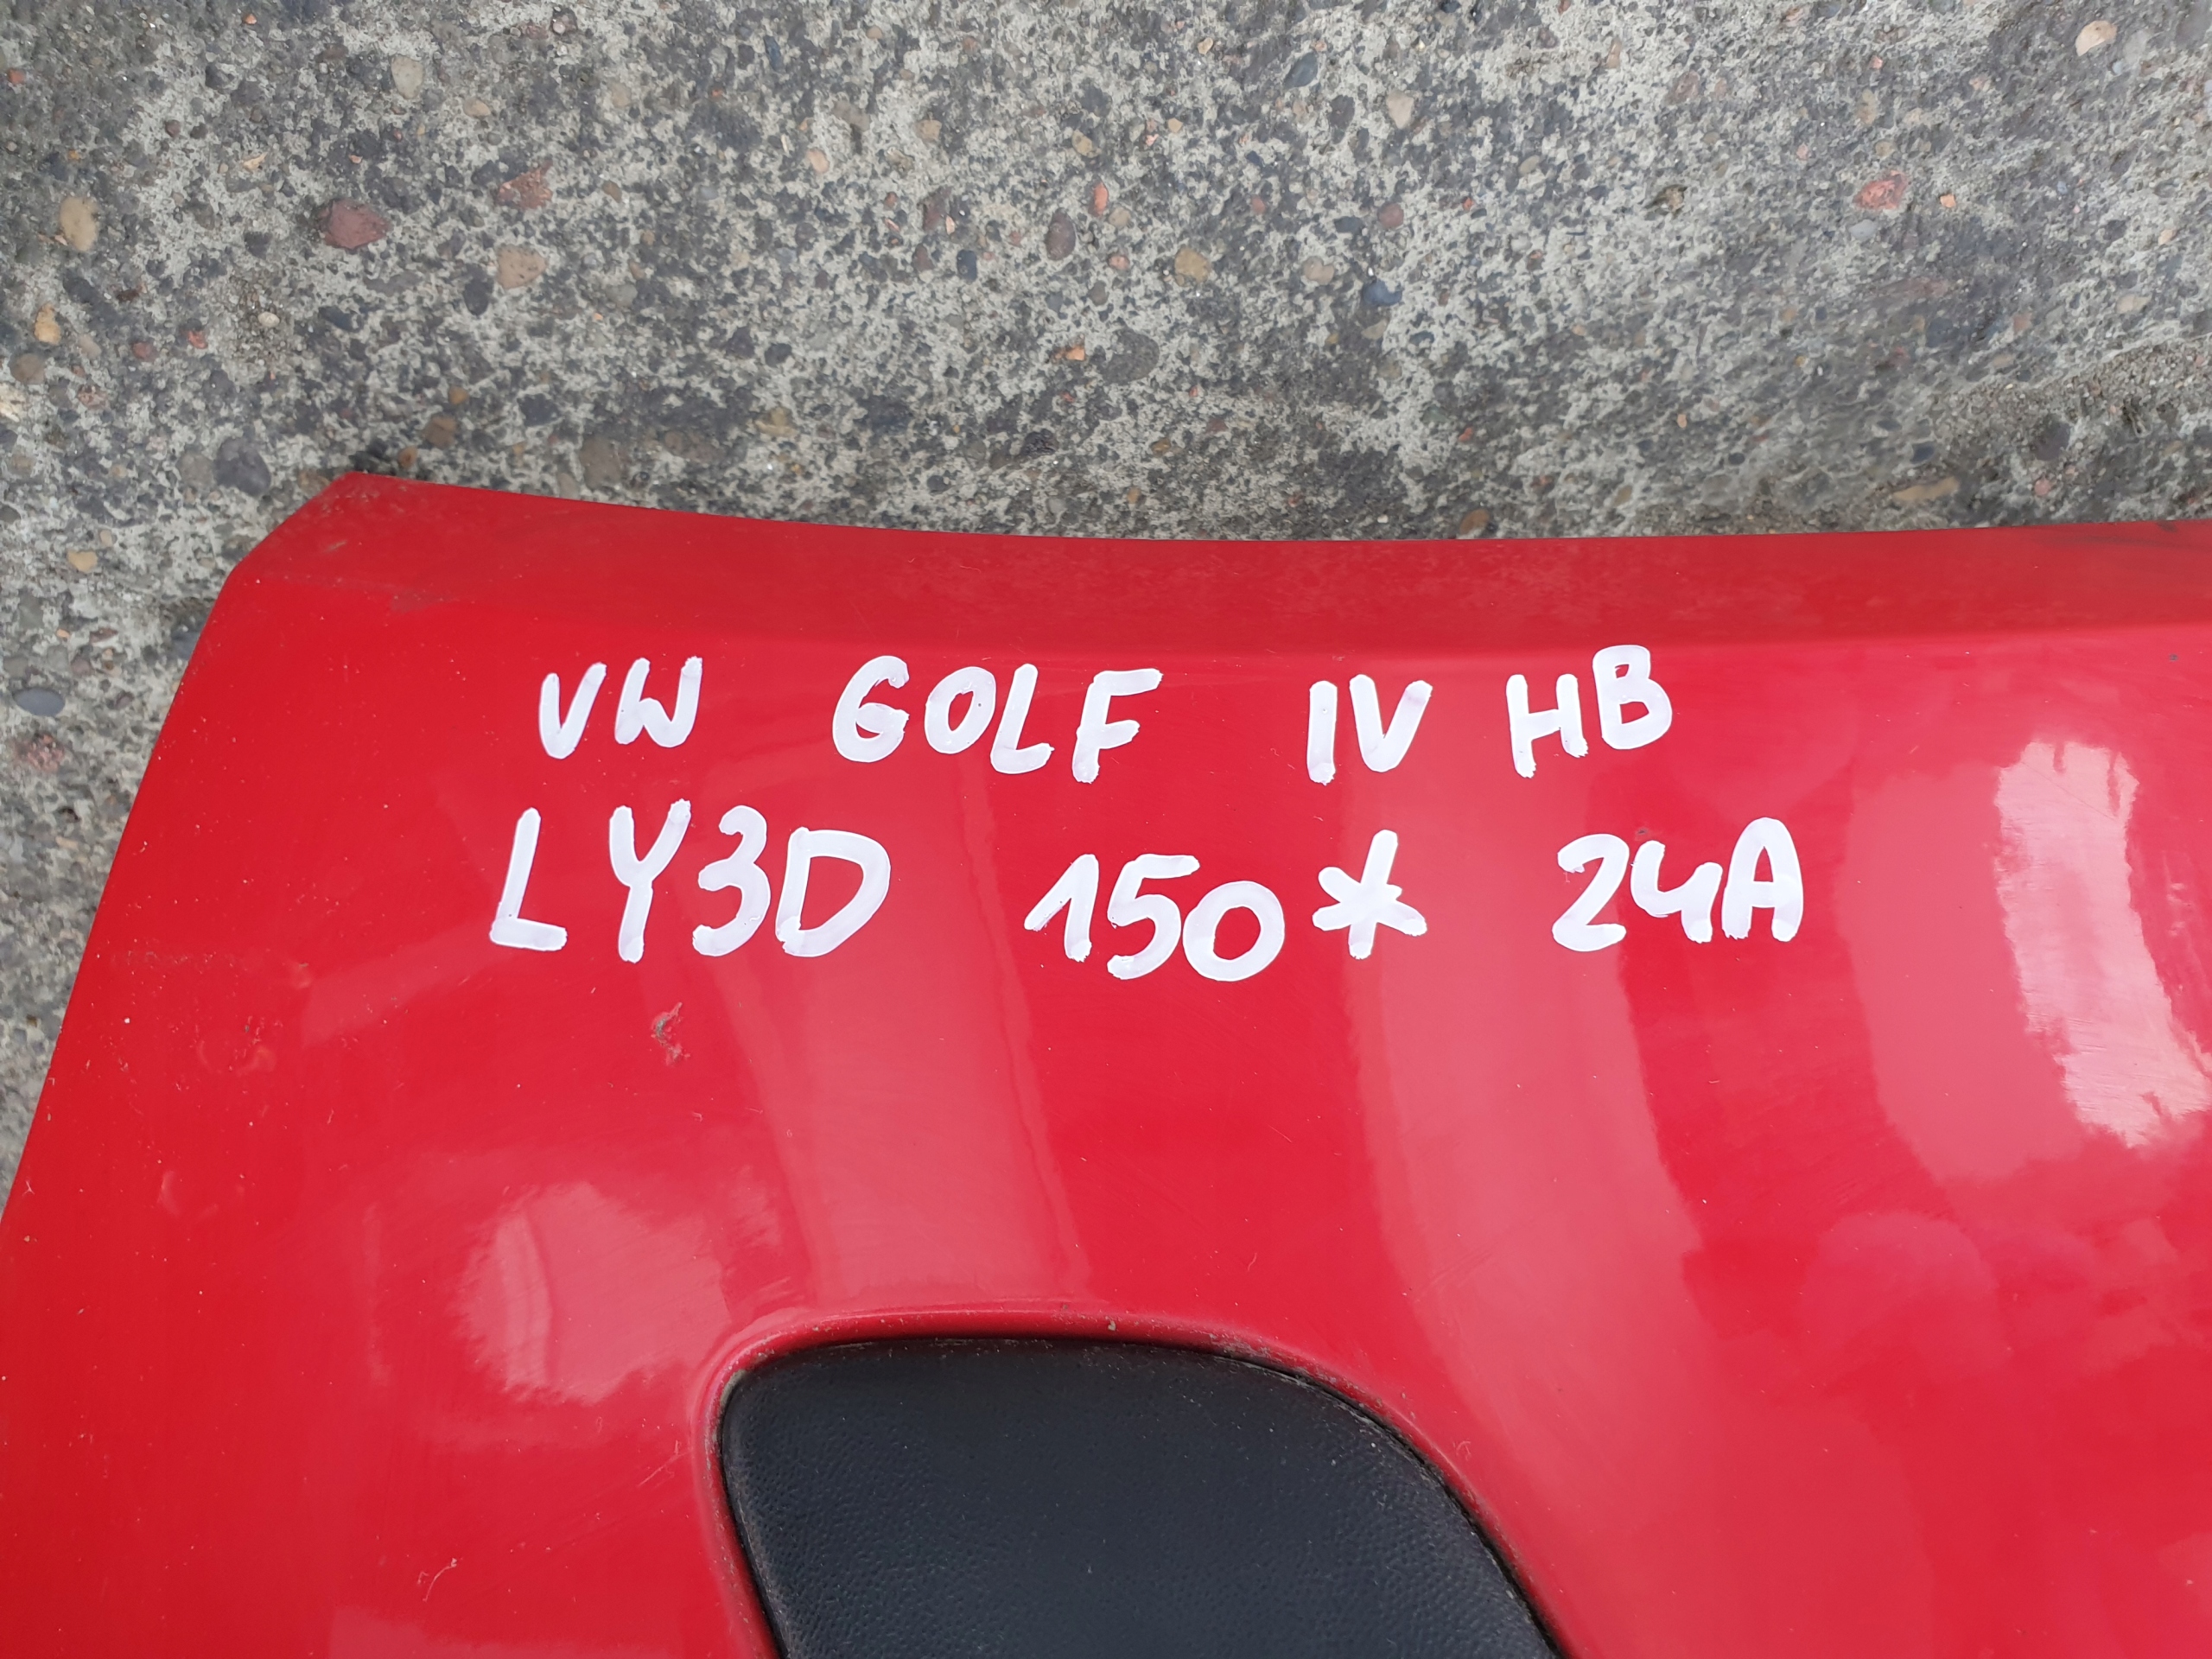 VW GOLF IV HB
LY3D 150* 24A